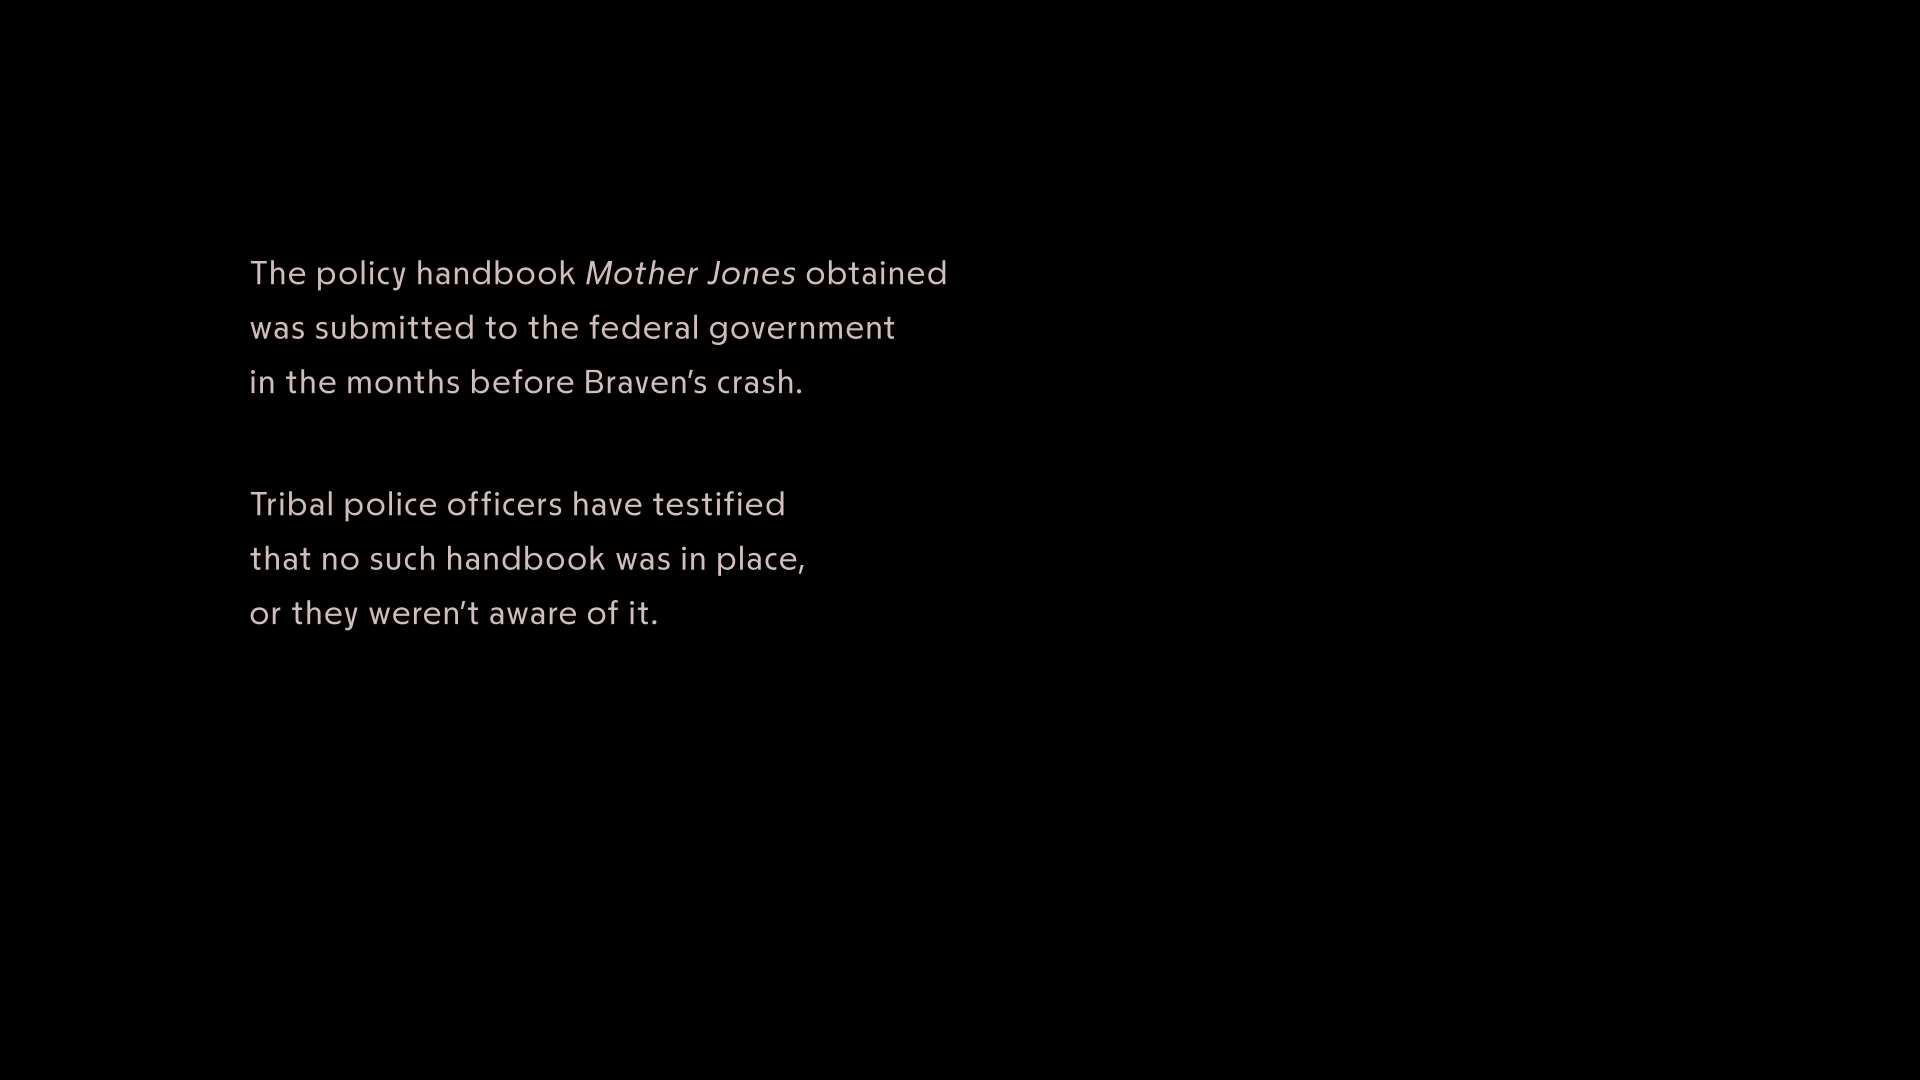 The policy handbook Mother Jones obtained
was submitted to the federal government
in the months before Braven’s crash.
Tribal police officers have testified
that no such handbook was in place,
or they weren’t aware of it.